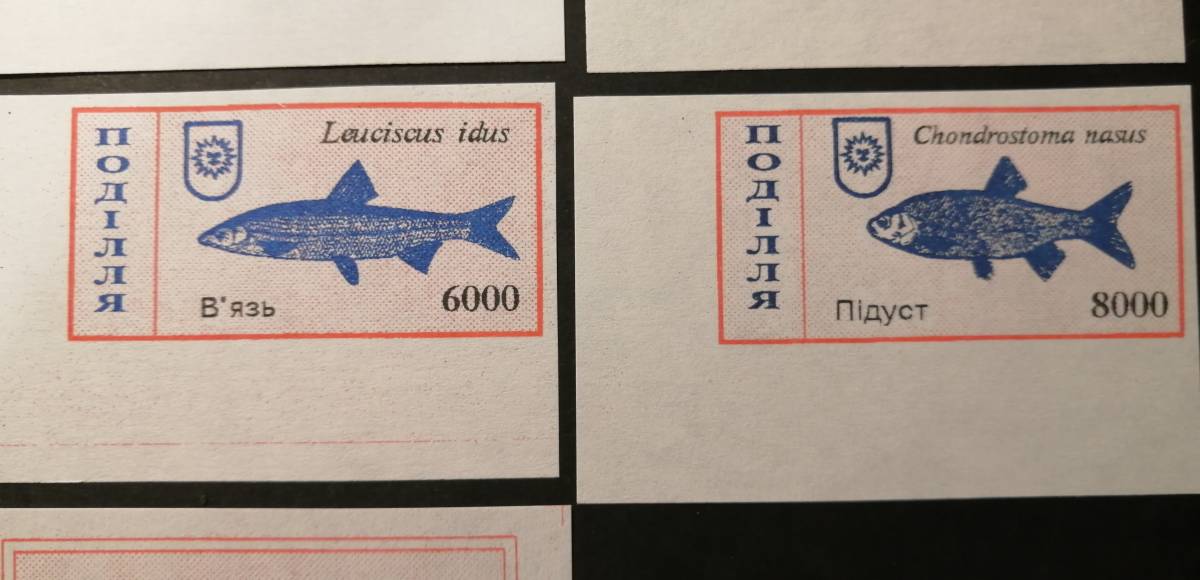 ПОДІЛЛЯ
Leuciscus idus
В'язь
6000
ПОДІЛЛЯ
Chondrostoma nasus
Підуст
8000